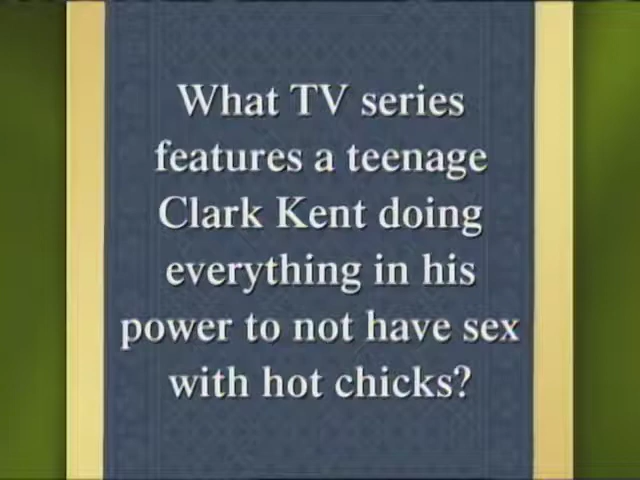 What TV series
features a teenage
Clark Kent doing
everything in his
power to not have sex
with hot chicks?